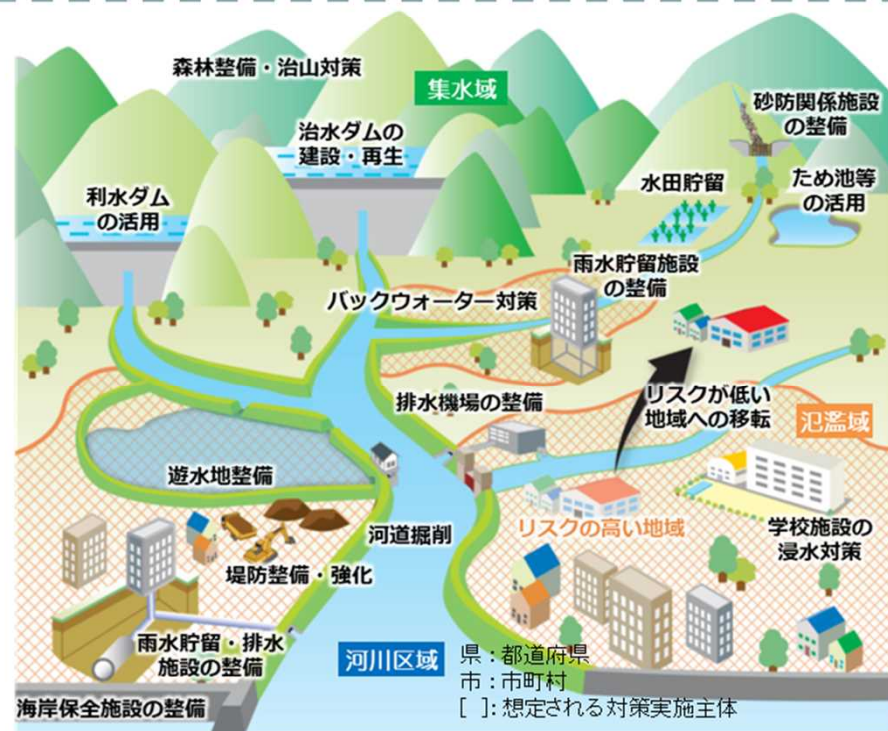 森林整備・治山対策
集水域
砂防関係施設
の整備
治水ダムの
建設・再生
水田貯留
ため池等
の活用
利水ダム
の活用
雨水貯留施設
の整備
バックウォーター対策
リスクが低い
地域への移転
排水機場の整備
氾濫域
遊水地整備
リスクの高い地域
学校施設の
浸水対策
河道掘削
堤防整備・強化
雨水貯留・排水
施設の整備
河川区域
県：都道府県
市：市町村
[ ]：想定される対策実施主体
海岸保全施設の整備